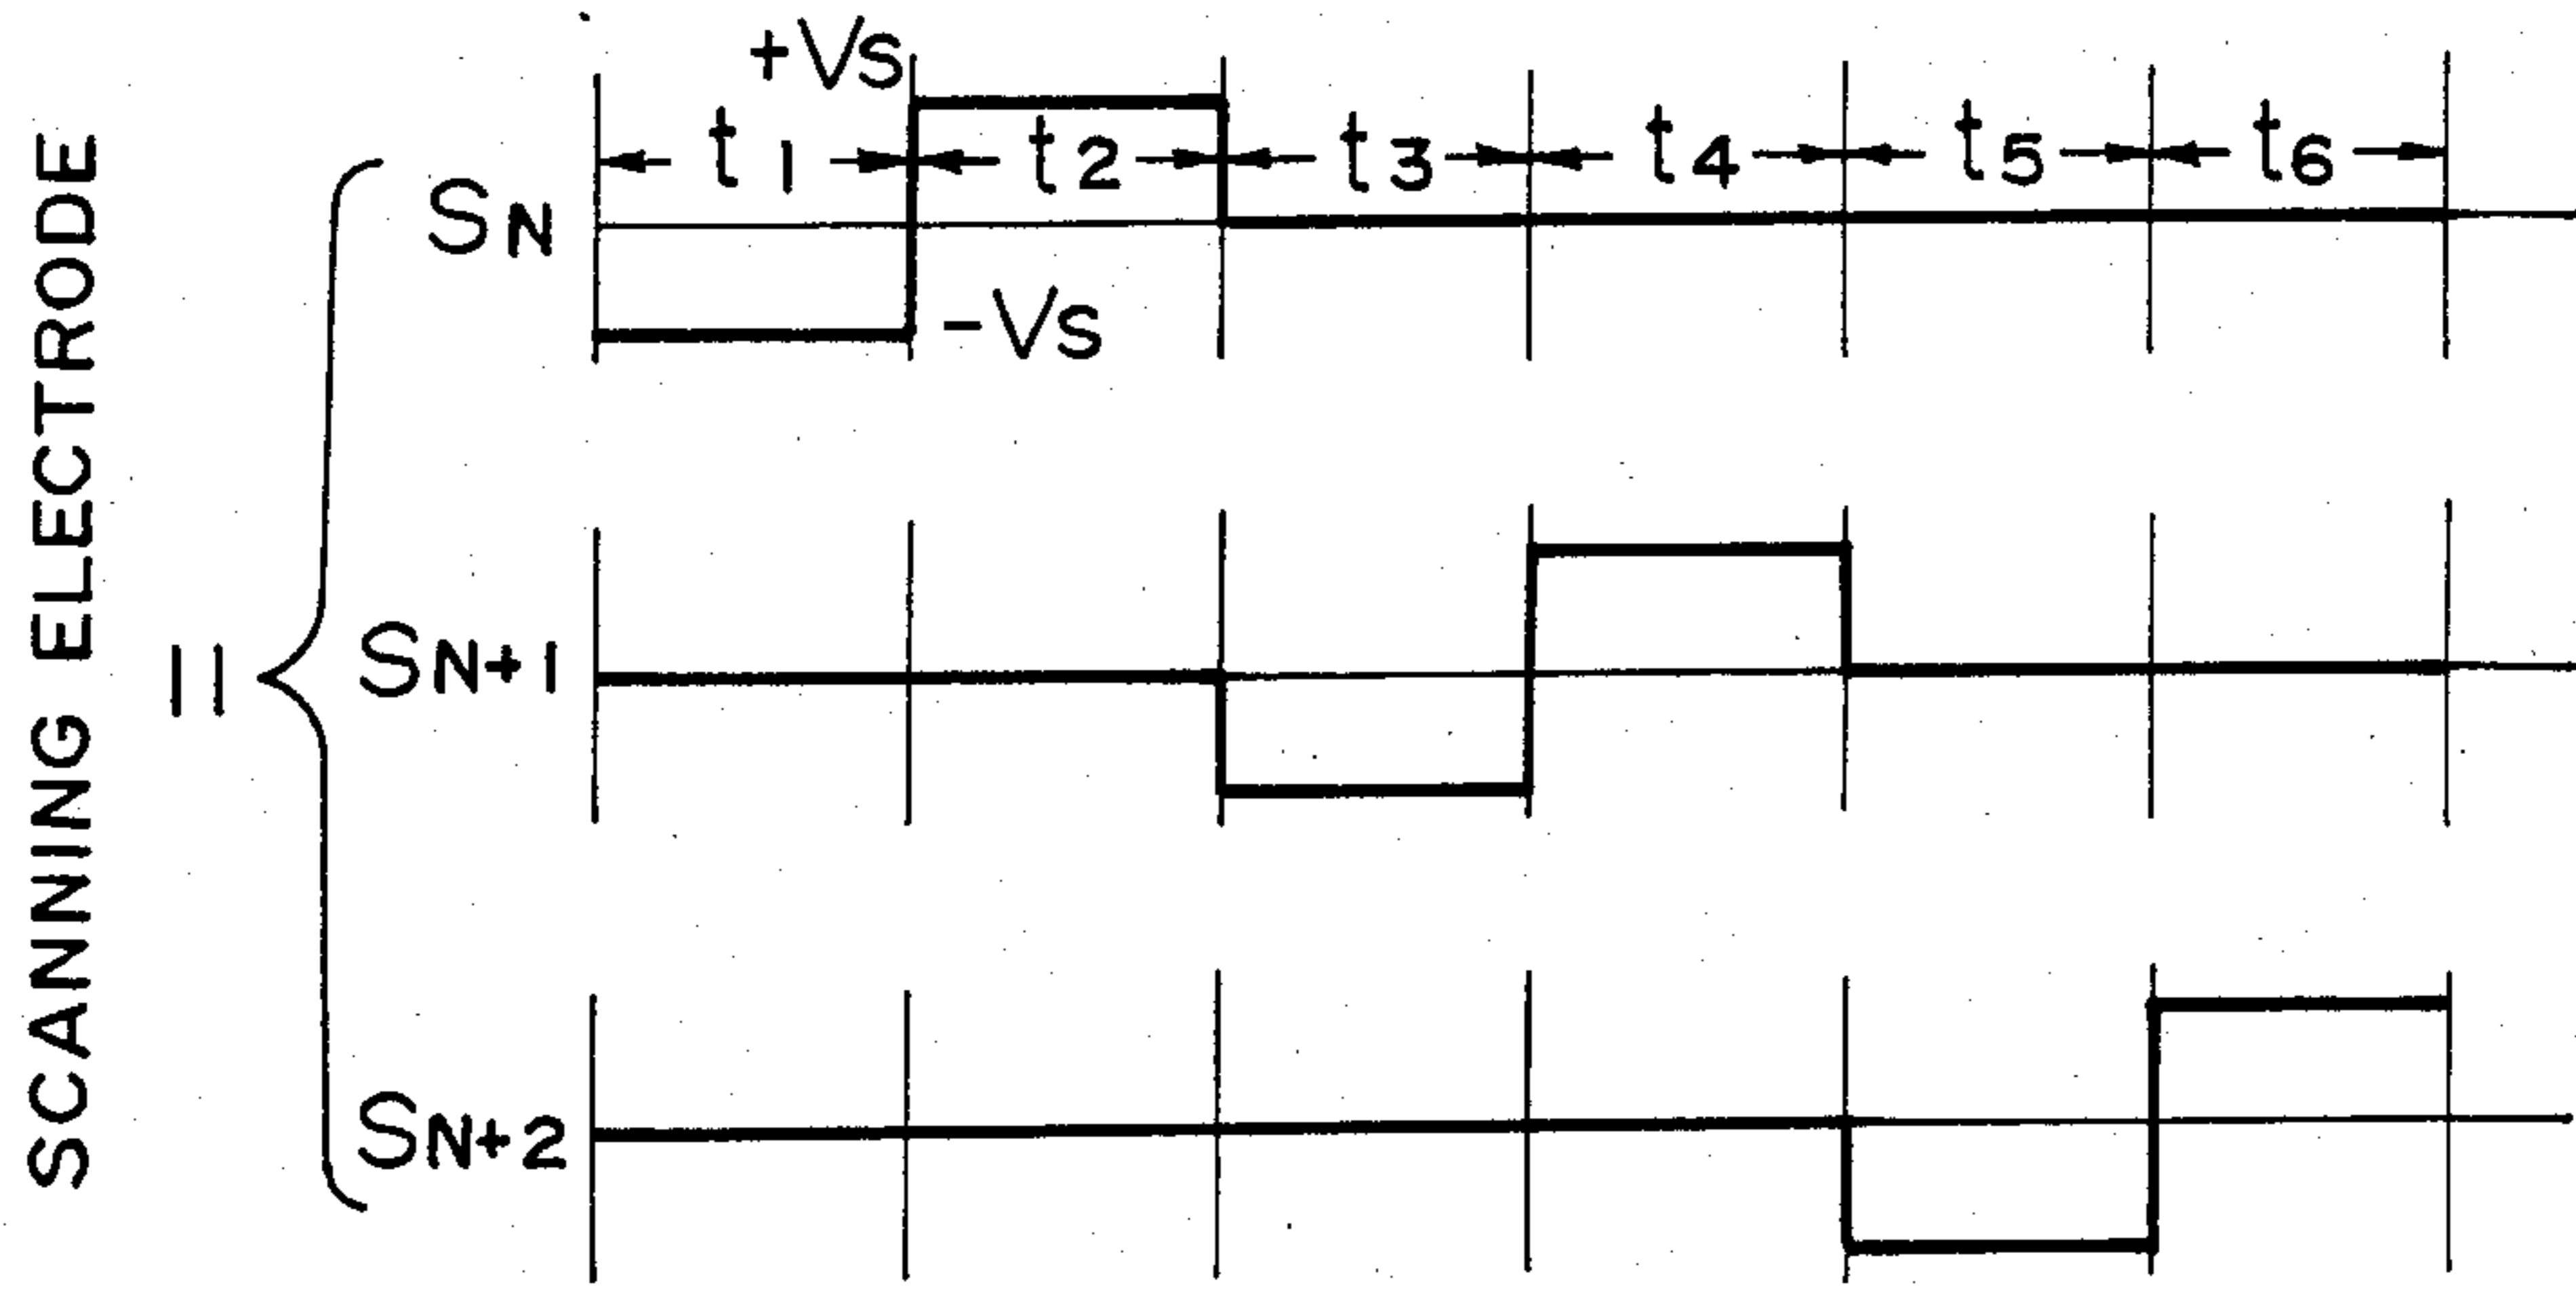 SCANNING ELECTRODE
11
+Vs
t1 t2 t3 t4 t5 t6
SN
-Vs
SN+1
SN+2